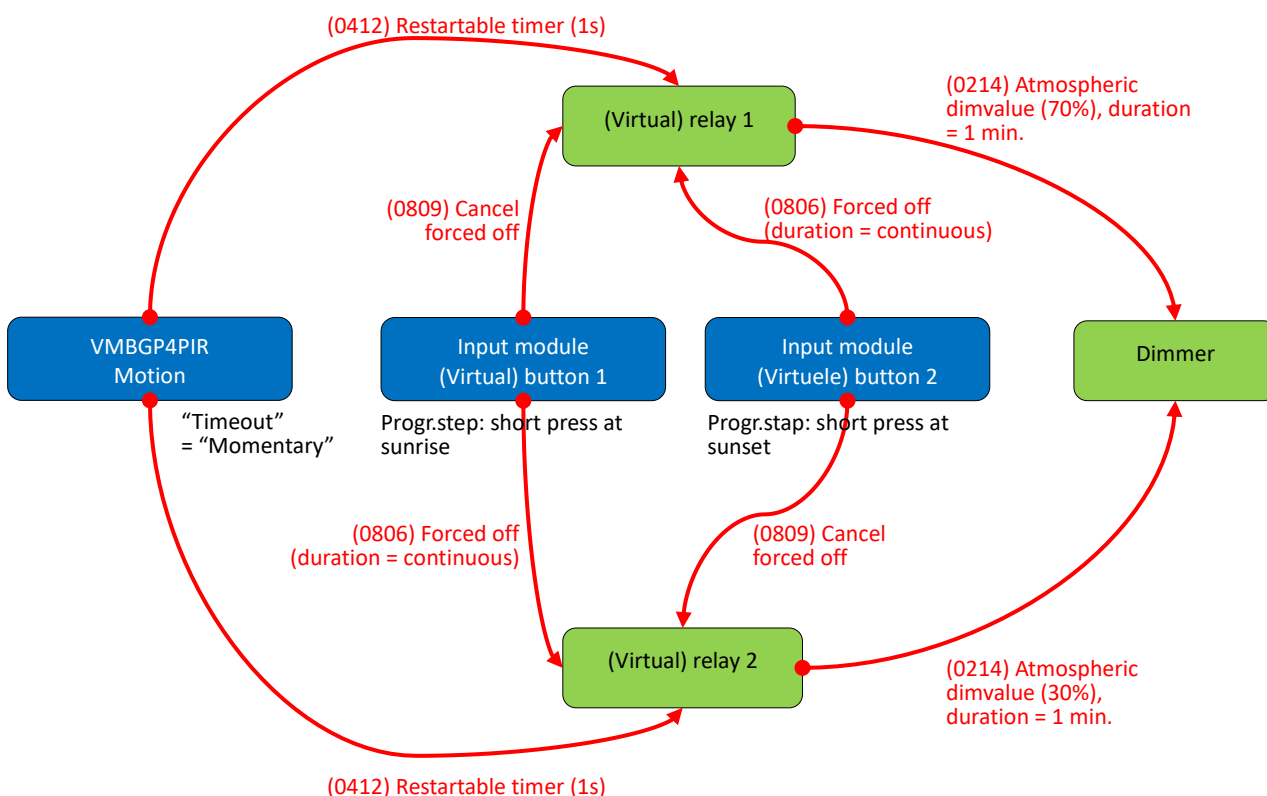 (0412) Restartable timer (1s)
(0214) Atmospheric
dimvalue (70%), duration
= 1 min.
(Virtual) relay 1
(0809) Cancel
forced off
(0806) Forced off
(duration = continuous)
VMBGP4PIR
Motion
Input module
(Virtual) button 1
Input module
(Virtuele) button 2
Dimmer
“Timeout”
= “Momentary”
Progr.step: short press at
sunrise
Progr.stap: short press at
sunset
(0806) Forced off
(duration = continuous)
(0809) Cancel
forced off
(Virtual) relay 2
(0214) Atmospheric
dimvalue (30%),
duration = 1 min.
(0412) Restartable timer (1s)